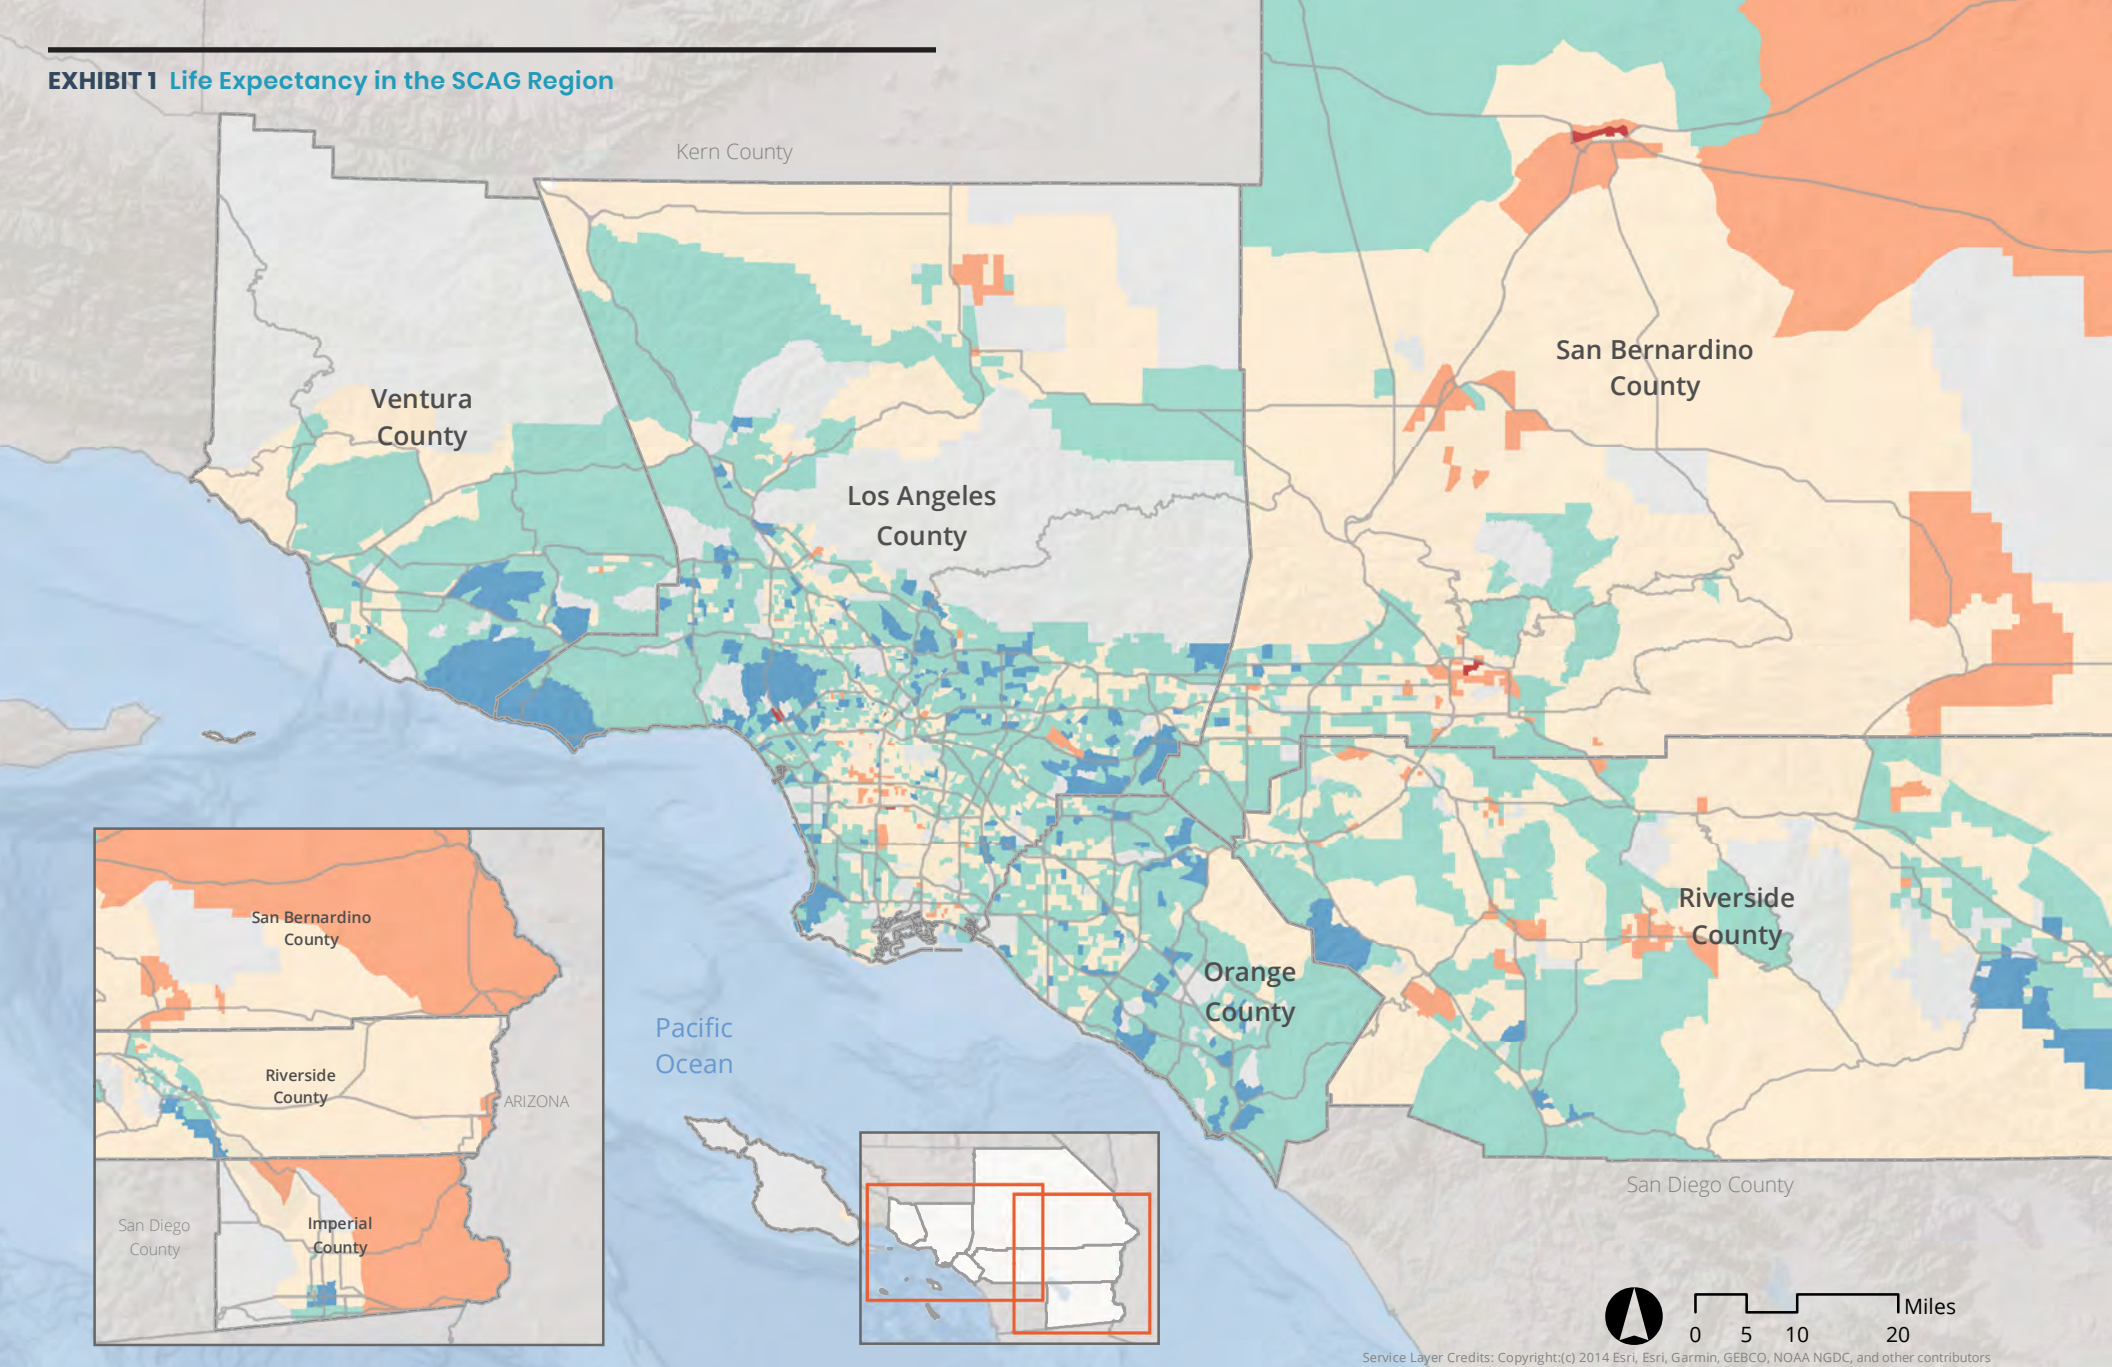 EXHIBIT 1 Life Expectancy in the SCAG Region
Kern County
San Bernardino
County
Ventura
County
Los Angeles
County
Riverside
County
Orange
County
Pacific
Ocean
San Diego County
San Bernardino
County
Riverside
County
ARIZONA
San Diego
County
Imperial
County
Miles
0 5 10 20
Service Layer Credits: Copyright:(c) 2014 Esri, Esri, Garmin, GEBCO, NOAA NGDC, and other contributors